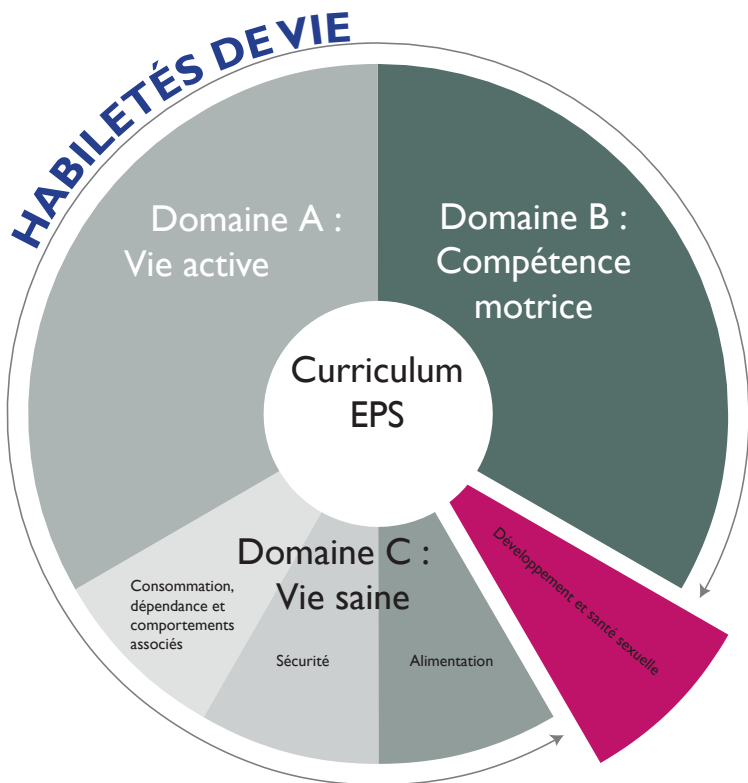 HABILETÉS DE VIE
Domaine A :
Vie active
Domaine B :
Compétence
motrice
Curriculum
EPS
Domaine C :
Vie saine
Consommation,
dépendance et
comportements
associés
Sécurité
Alimentation
Développement et santé sexuelle